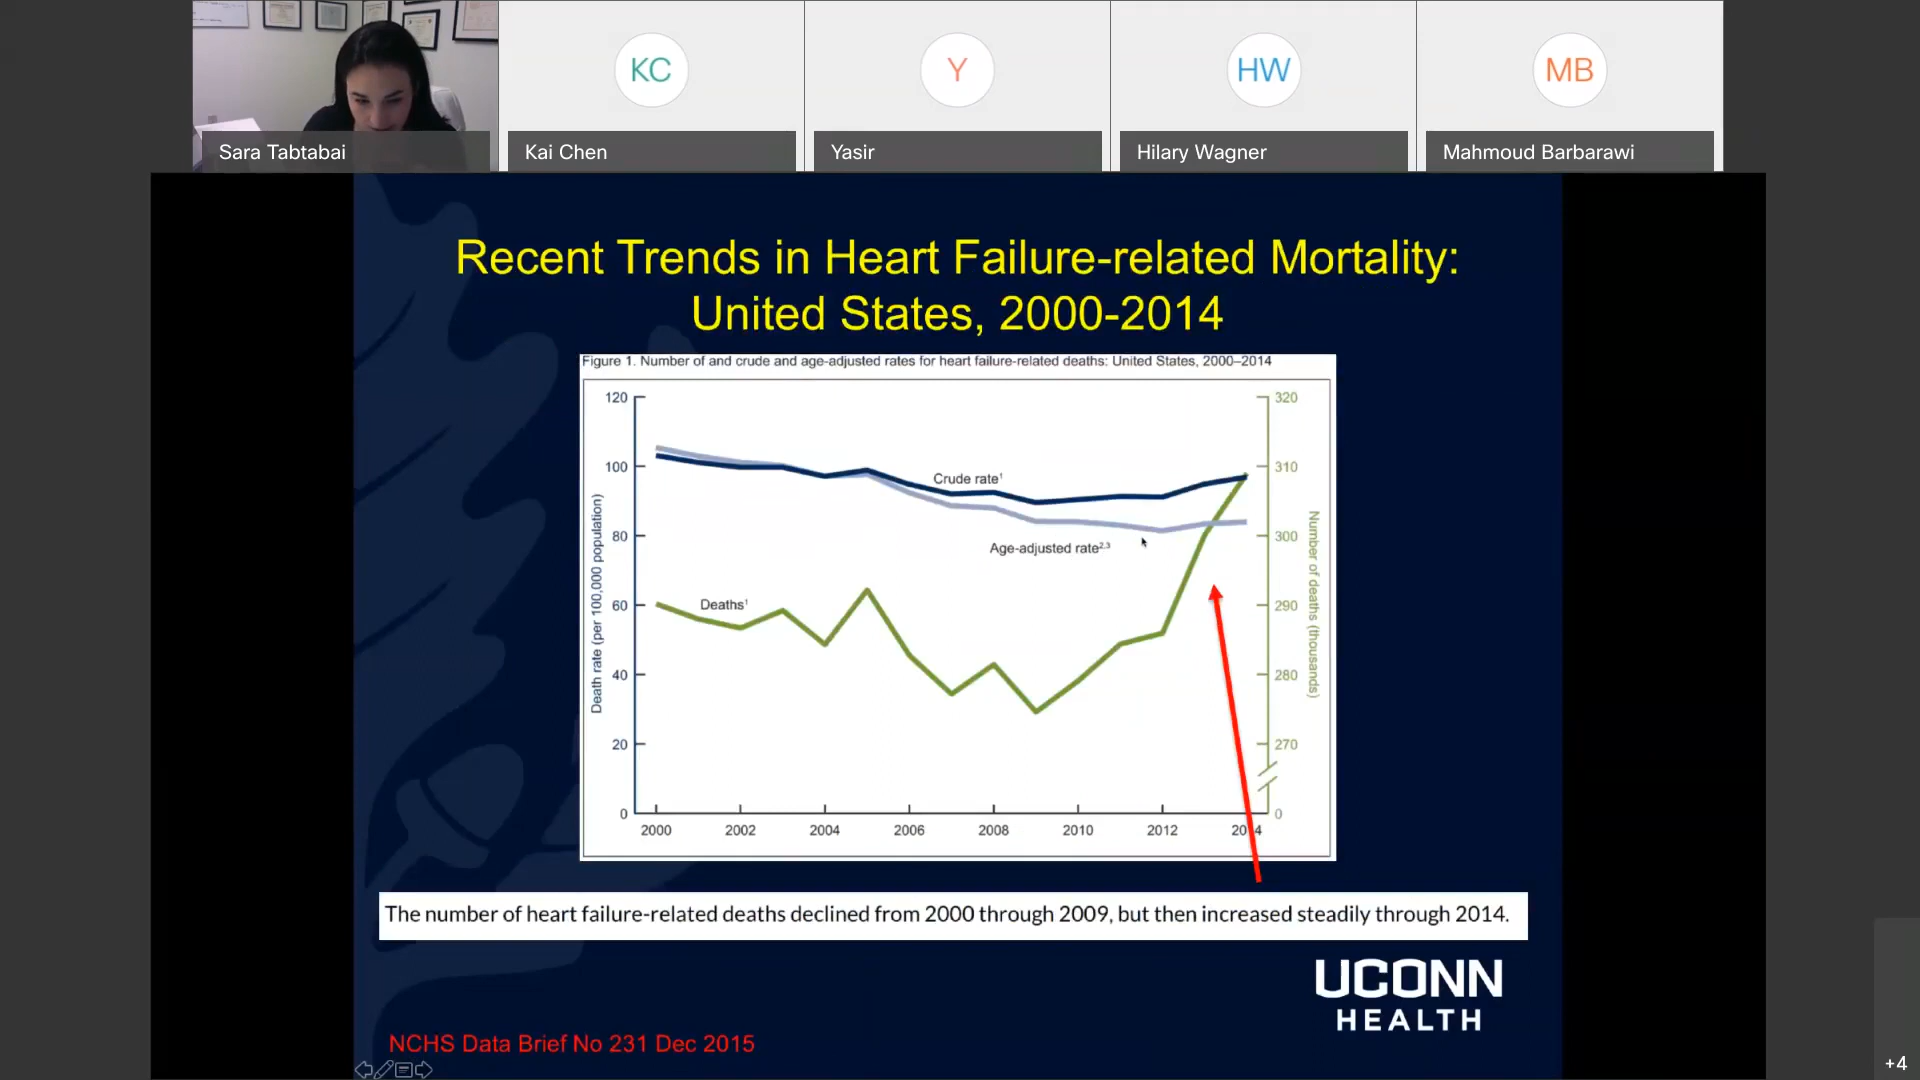 KC
Y
HW
MB
Sara Tabtabai
Kai Chen
Yasir
Hilary Wagner
Mahmoud Barbarawi
Recent Trends in Heart Failure-related Mortality:
United States, 2000-2014
Figure 1. Number of and crude and age-adjusted rates for heart failure-related deaths: United States, 2000–2014
120
100
80
60
40
20
0
Death rate (per 100,000 population)
Crude rate¹
Age-adjusted rate²,³
Deaths¹
320
310
300
290
280
270
0
Number of deaths (thousands)
2000 2002 2004 2006 2008 2010 2012 2014
The number of heart failure-related deaths declined from 2000 through 2009, but then increased steadily through 2014.
UCONN
HEALTH
NCHS Data Brief No 231 Dec 2015
+4